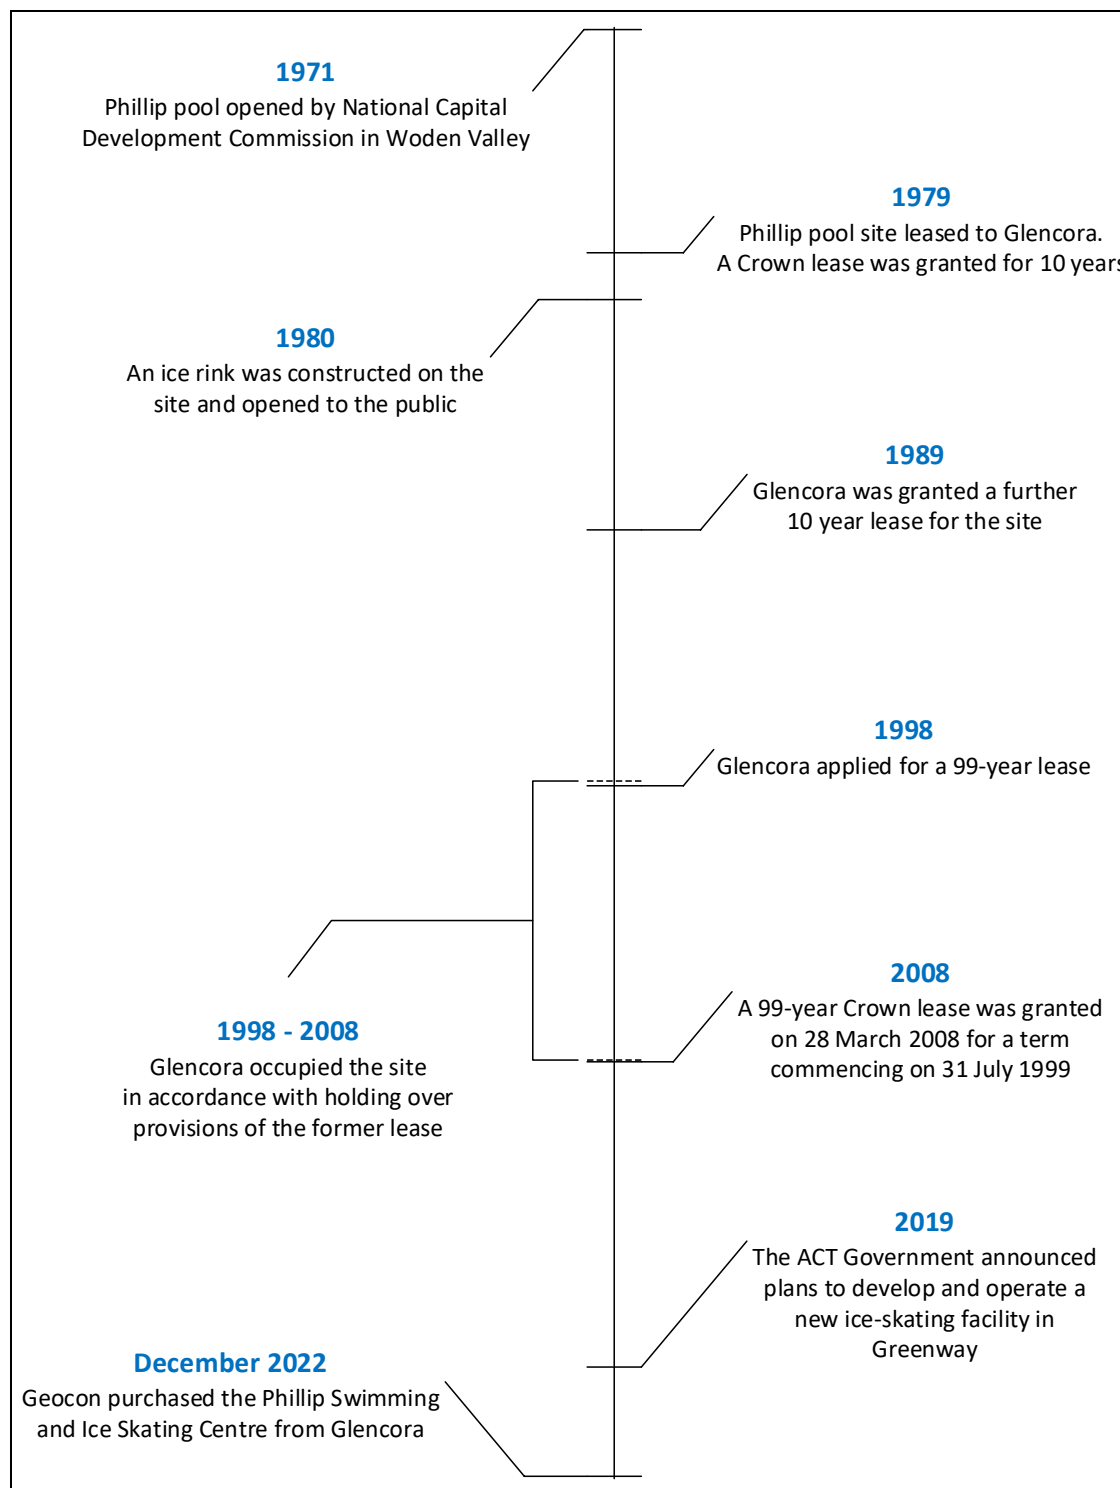 1971
Phillip pool opened by National Capital
Development Commission in Woden Valley
1979
Phillip pool site leased to Glencora.
A Crown lease was granted for 10 years
1980
An ice rink was constructed on the
site and opened to the public
1989
Glencora was granted a further
10 year lease for the site
1998
Glencora applied for a 99-year lease
2008
A 99-year Crown lease was granted
on 28 March 2008 for a term
commencing on 31 July 1999
1998 - 2008
Glencora occupied the site
in accordance with holding over
provisions of the former lease
2019
The ACT Government announced
plans to develop and operate a
new ice-skating facility in
Greenway
December 2022
Geocon purchased the Phillip Swimming
and Ice Skating Centre from Glencora